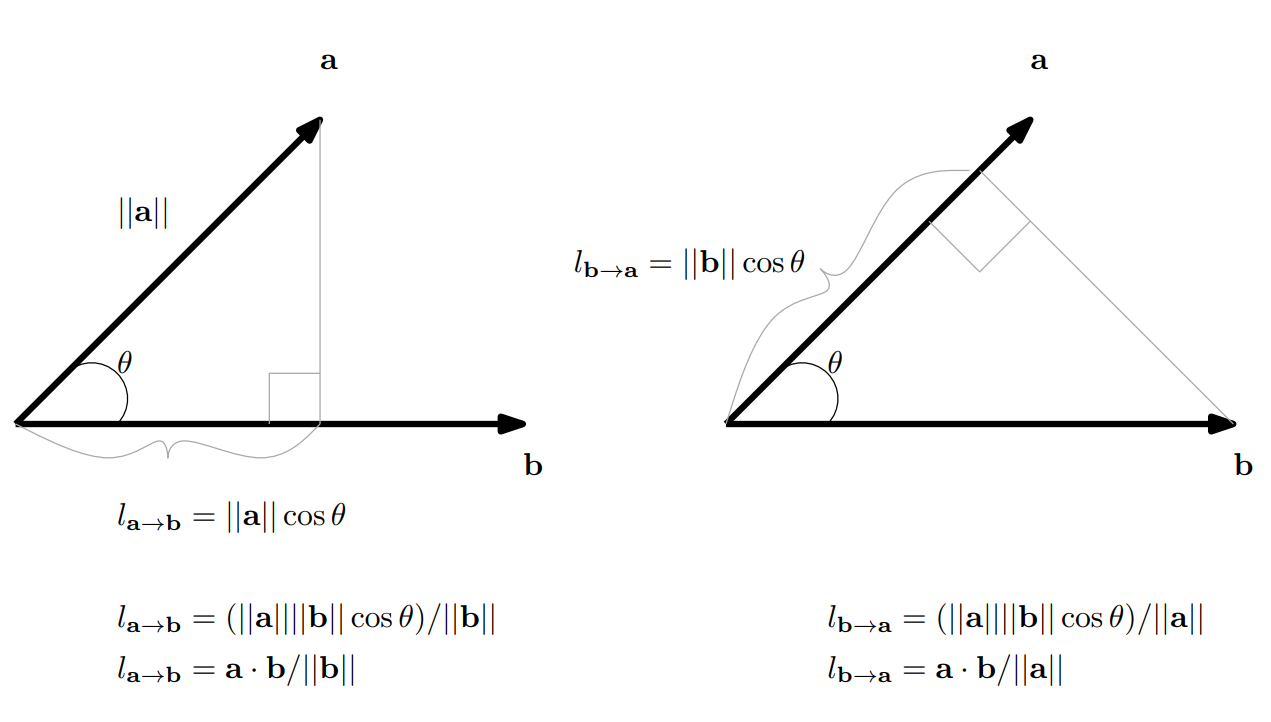 a
||a||
θ
b
l_{a→b} = ||a|| cos θ
l_{a→b} = (||a||||b|| cos θ)/||b||
l_{a→b} = a · b/||b||
a
l_{b→a} = ||b|| cos θ
θ
b
l_{b→a} = (||a||||b|| cos θ)/||a||
l_{b→a} = a · b/||a||